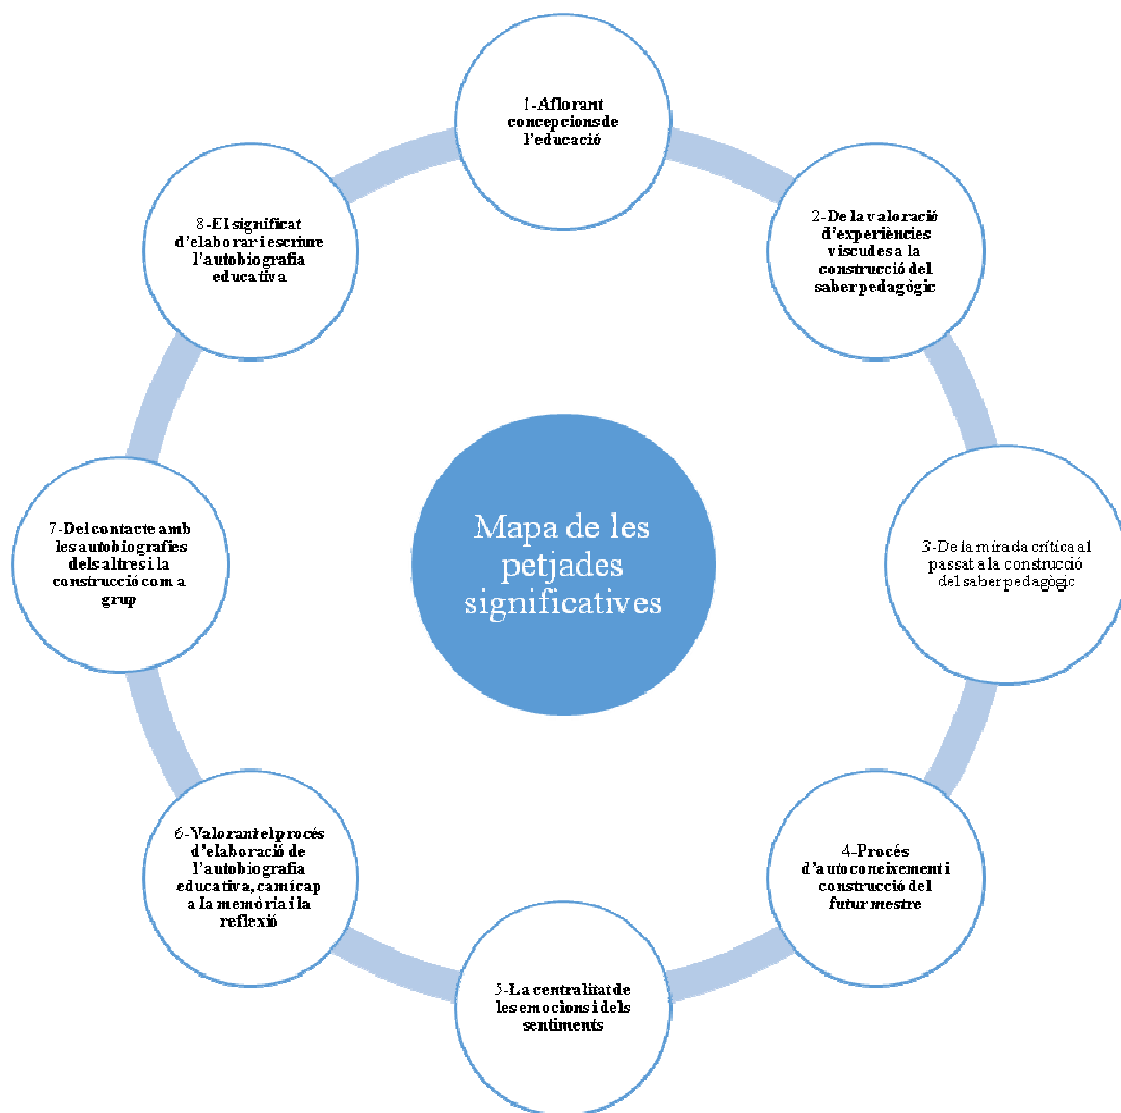 1-Aflorant
concepcions de
l'educació
2-De la valoració
d'experiències
viscudes a la
construcció del
saber pedagògic
3-De la mirada crítica al
passat a la construcció
del saber pedagògic
4-Procés
d'autoconeixement i
construcció del
futur mestre
5-La centralitat de
les emocions i dels
sentiments
6-Valorant el procés
d'elaboració de
l'autobiografia
educativa, camí cap
a la memòria i la
reflexió
7-Del contacte amb
les autobiografies
dels altres i la
construcció com a
grup
8-El significat
d'elaborar i escriure
l'autobiografia
educativa
Mapa de les
petjades
significatives